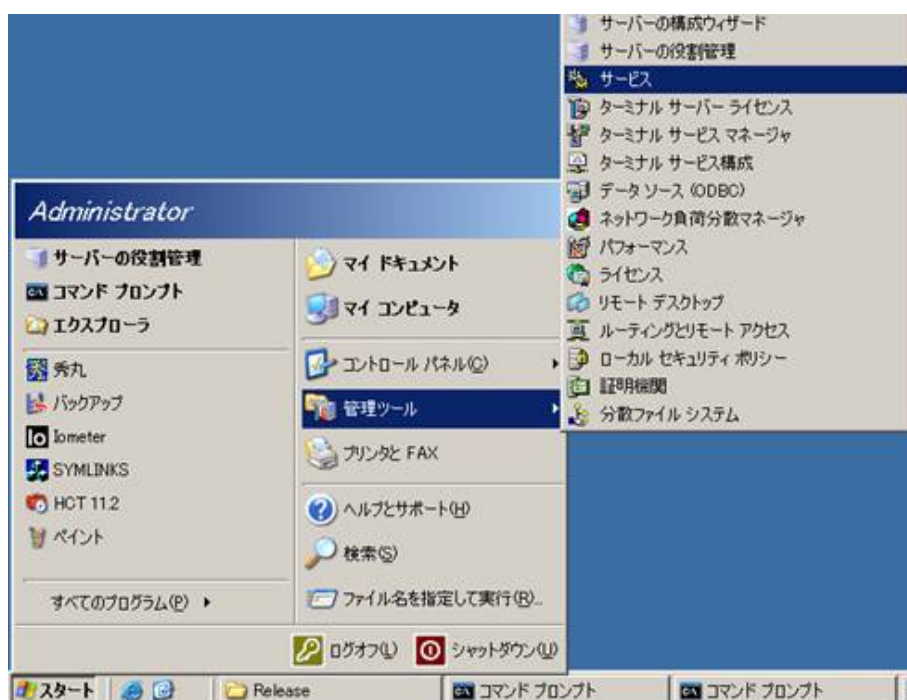 サーバーの構成ウィザード
サーバーの役割管理
サービス
ターミナル サーバー ライセンス
ターミナル サービス マネージャ
ターミナル サービス構成
データ ソース (ODBC)
ネットワーク負荷分散マネージャ
パフォーマンス
ライセンス
リモート デスクトップ
ルーティングとリモート アクセス
ローカル セキュリティ ポリシー
証明機関
分散ファイル システム
Administrator
サーバーの役割管理
コマンド プロンプト
エクスプローラ
秀丸
バックアップ
Iometer
SYMLINKS
HCT 11.2
ペイント
すべてのプログラム(P)
マイ ドキュメント
マイ コンピュータ
コントロール パネル(C)
管理ツール
プリンタと FAX
ヘルプとサポート(H)
検索(S)
ファイル名を指定して実行(R)...
ログオフ(L)
シャットダウン(U)
スタート
Release
コマンド プロンプト
コマンド プロンプト